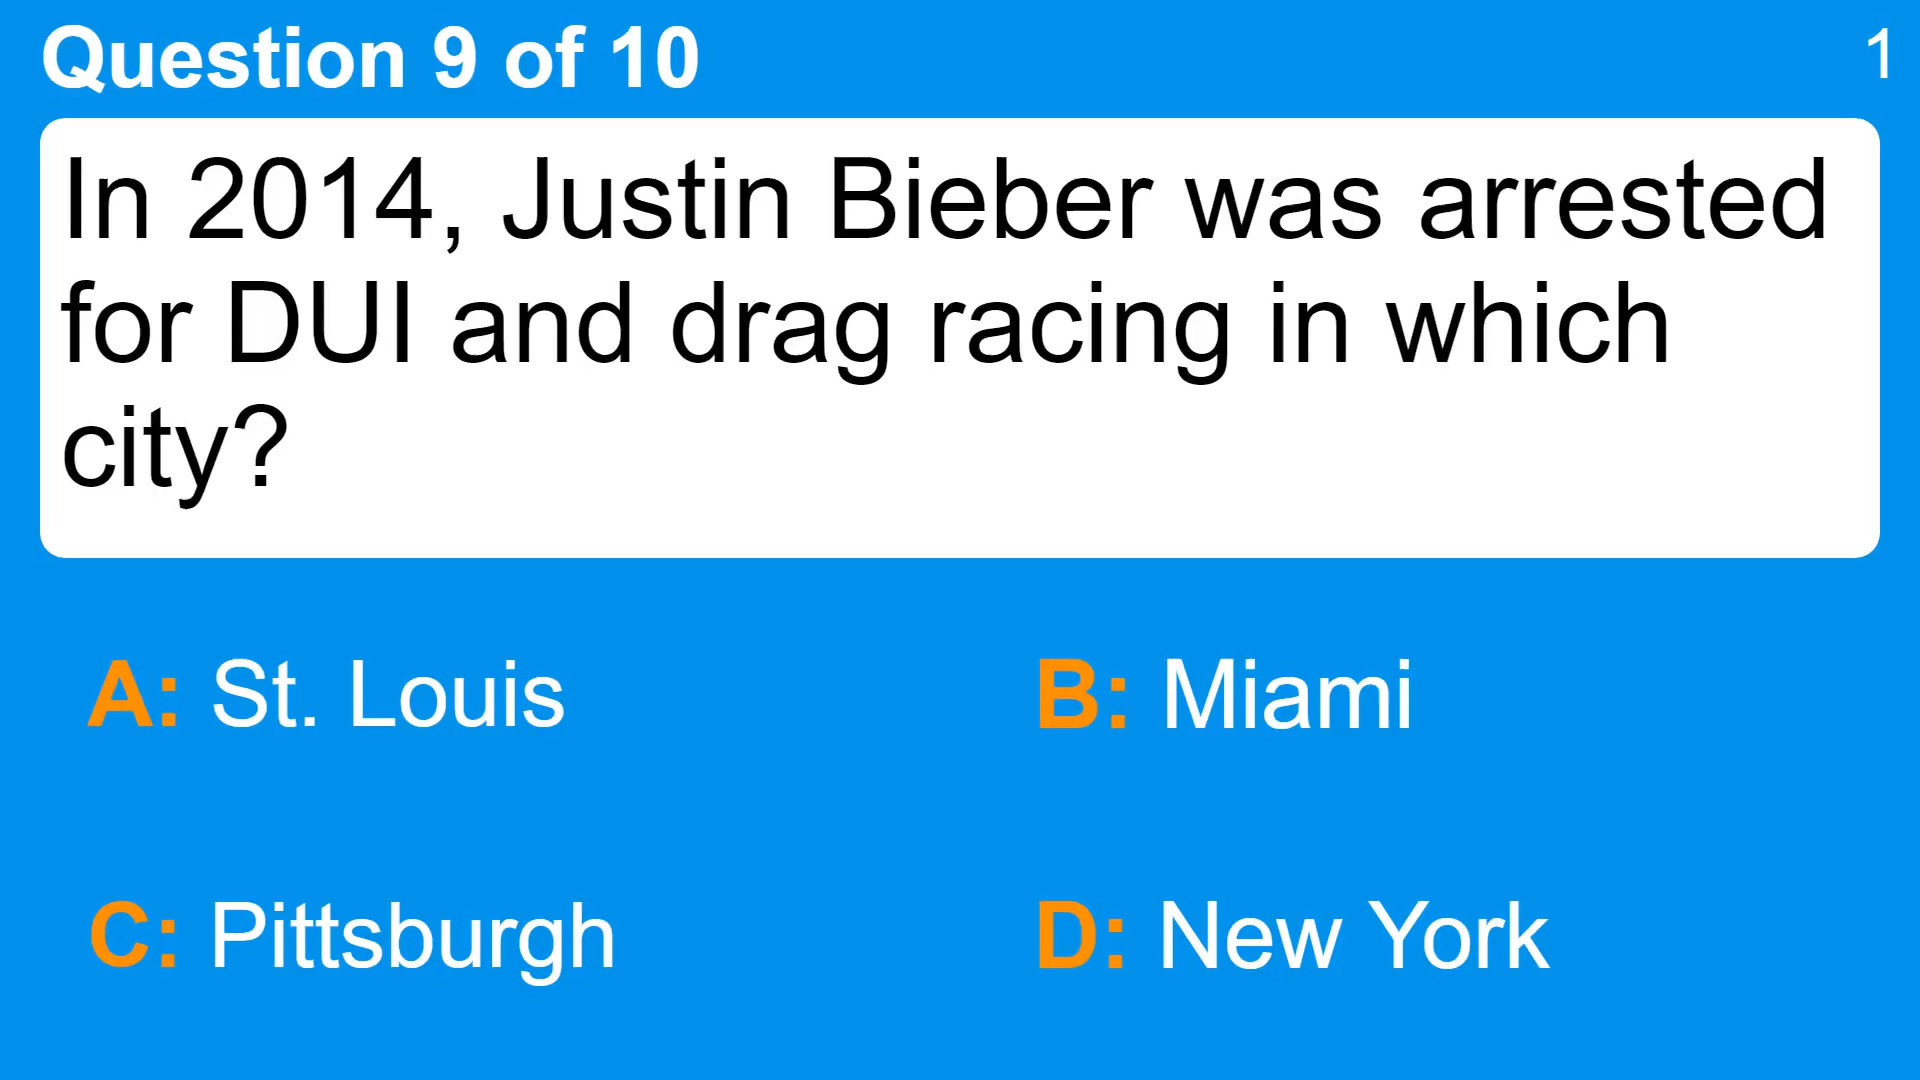 Question 9 of 10
1
In 2014, Justin Bieber was arrested
for DUI and drag racing in which
city?
A: St. Louis
B: Miami
C: Pittsburgh
D: New York